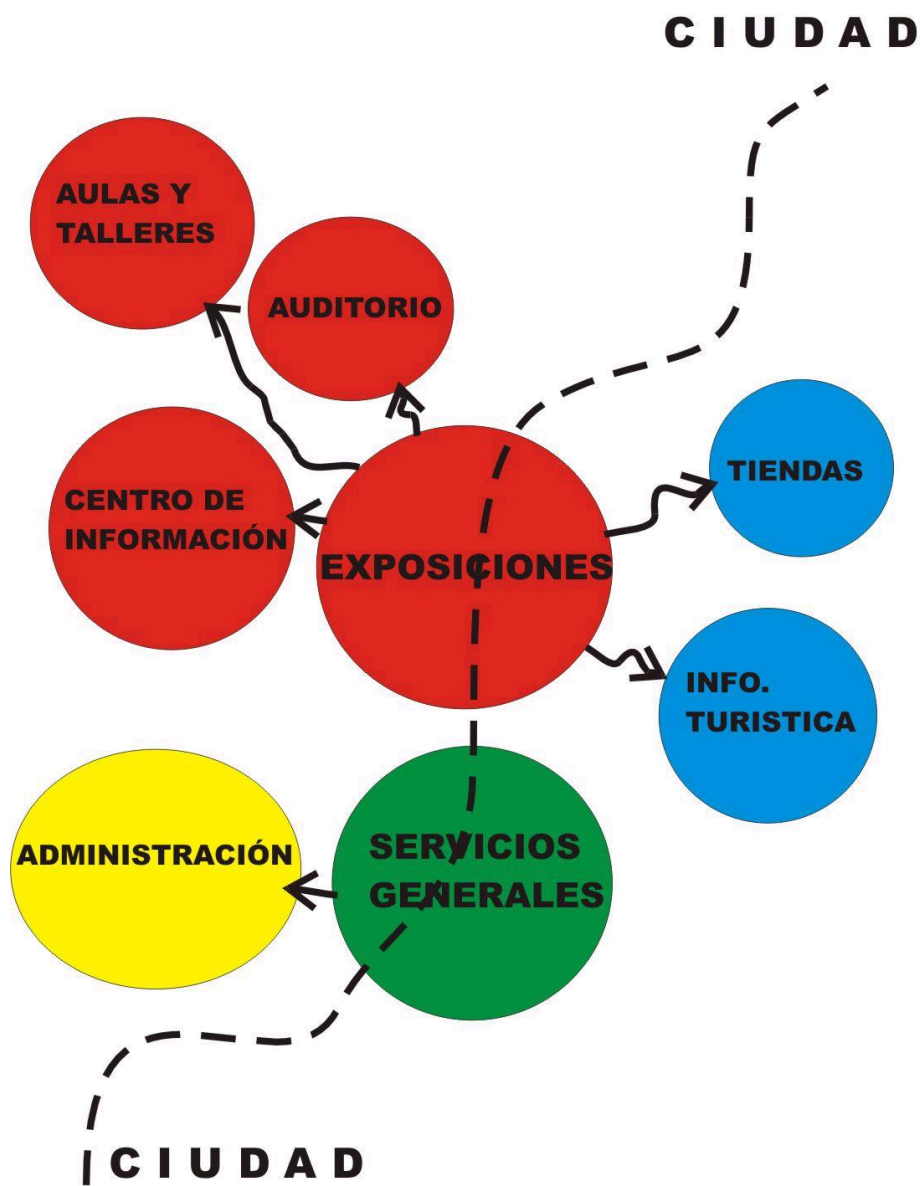 CIUDAD
AULAS Y
TALLERES
AUDITORIO
TIENDAS
CENTRO DE
INFORMACIÓN
EXPOSICIONES
INFO.
TURISTICA
ADMINISTRACIÓN
SERVICIOS
GENERALES
CIUDAD